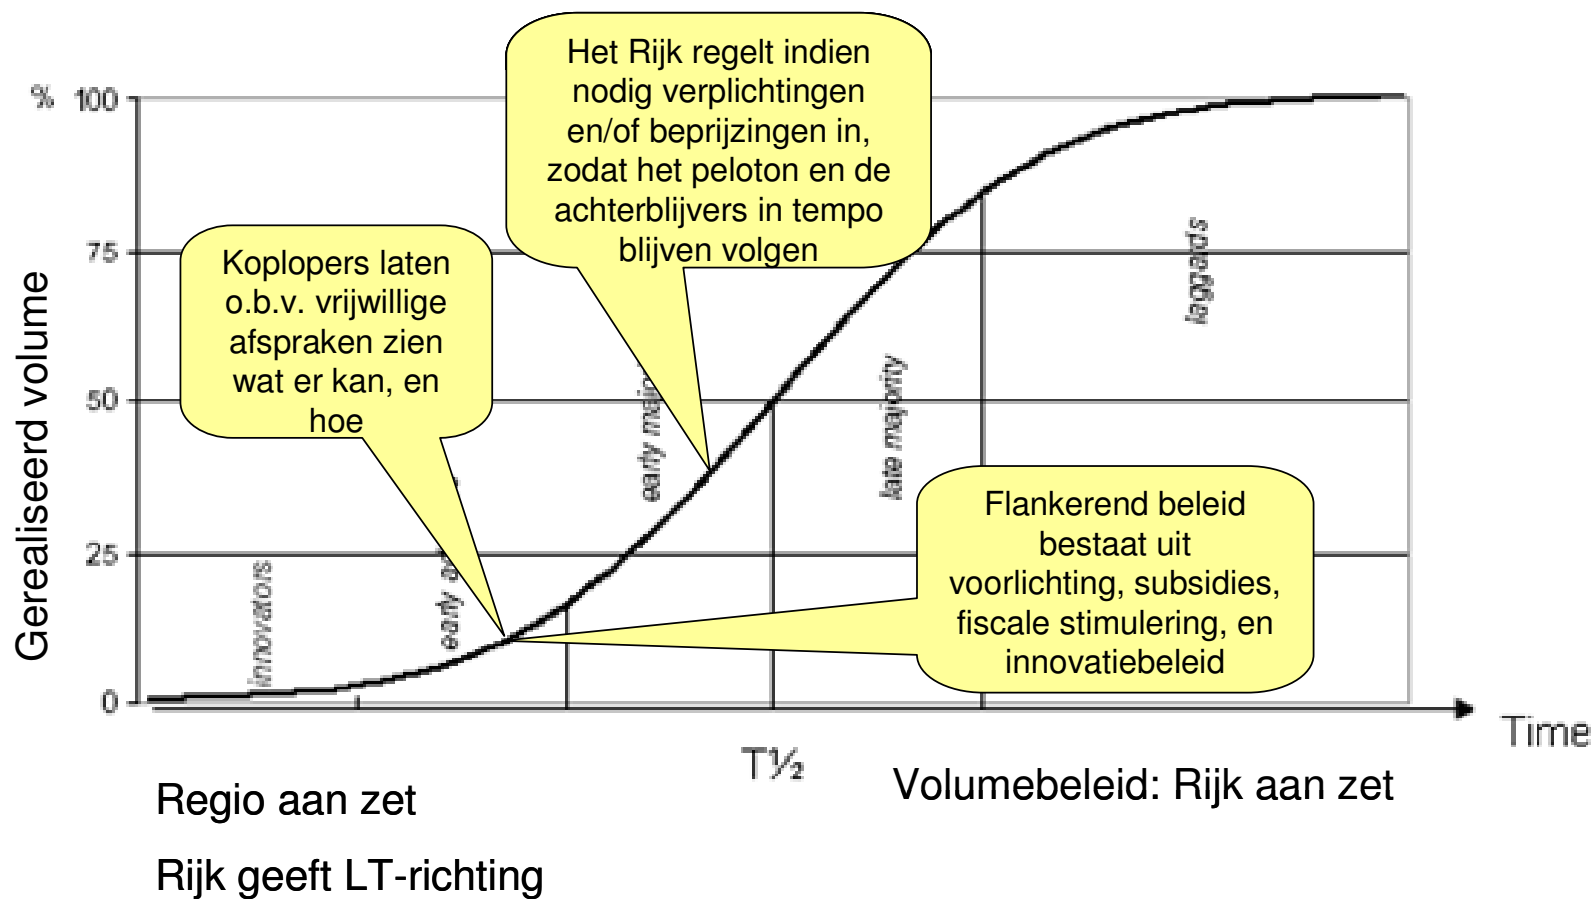 Het Rijk regelt indien
nodig verplichtingen
en/of beprijzingen in,
zodat het peloton en de
achterblijvers in tempo
blijven volgen
Koplopers laten
o.b.v. vrijwillige
afspraken zien
wat er kan, en
hoe
Flankerend beleid
bestaat uit
voorlichting, subsidies,
fiscale stimulering, en
innovatiebeleid
% 100
75
50
25
0
Gerealiseerd volume
innovators
early
early
late majority
laggards
T½
Time
Regio aan zet
Rijk geeft LT-richting
Volumebeleid: Rijk aan zet